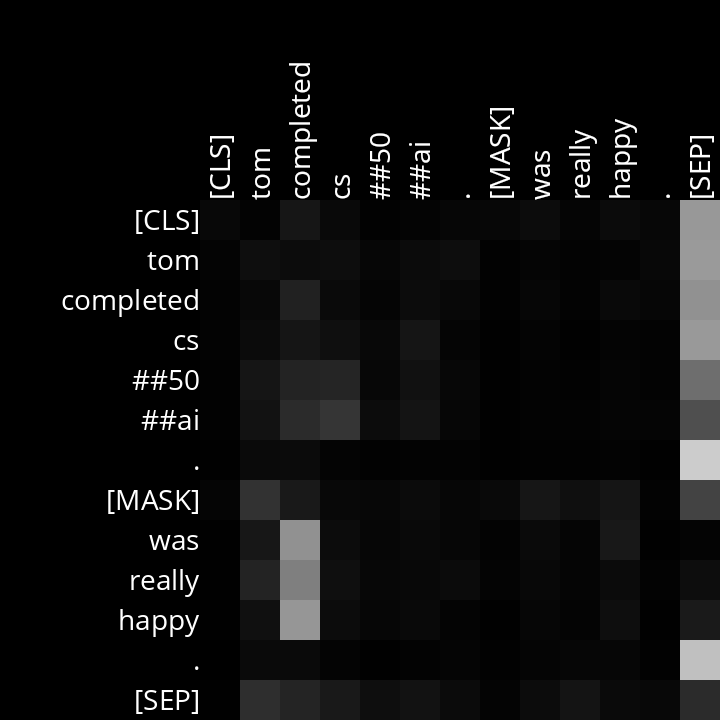 [CLS] tom completed cs ##50 ##ai . [MASK] was really happy . [SEP]
[CLS]
tom
completed
cs
##50
##ai
.
[MASK]
was
really
happy
.
[SEP]